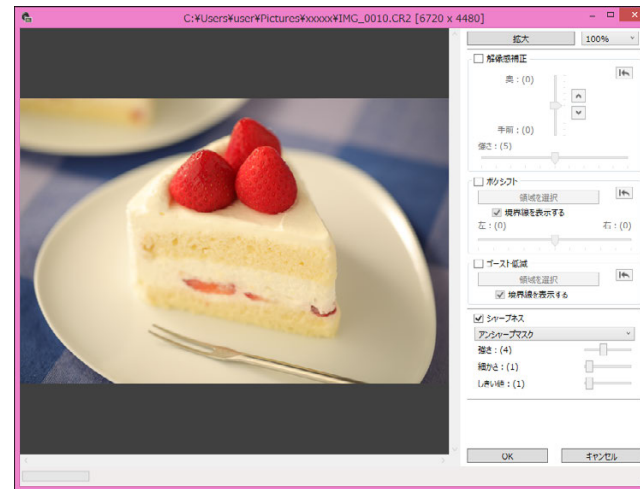 C:¥Users¥user¥Pictures¥xxxxx¥IMG_0010.CR2 [6720 x 4480]
拡大
100%
解像感補正
奥：(0)
手前：(0)
強さ：(5)
ボケシフト
領域を選択
境界線を表示する
左：(0)
右：(0)
ゴースト低減
領域を選択
境界線を表示する
シャープネス
アンシャープマスク
強さ：(4)
細かさ：(1)
しきい値：(1)
OK
キャンセル